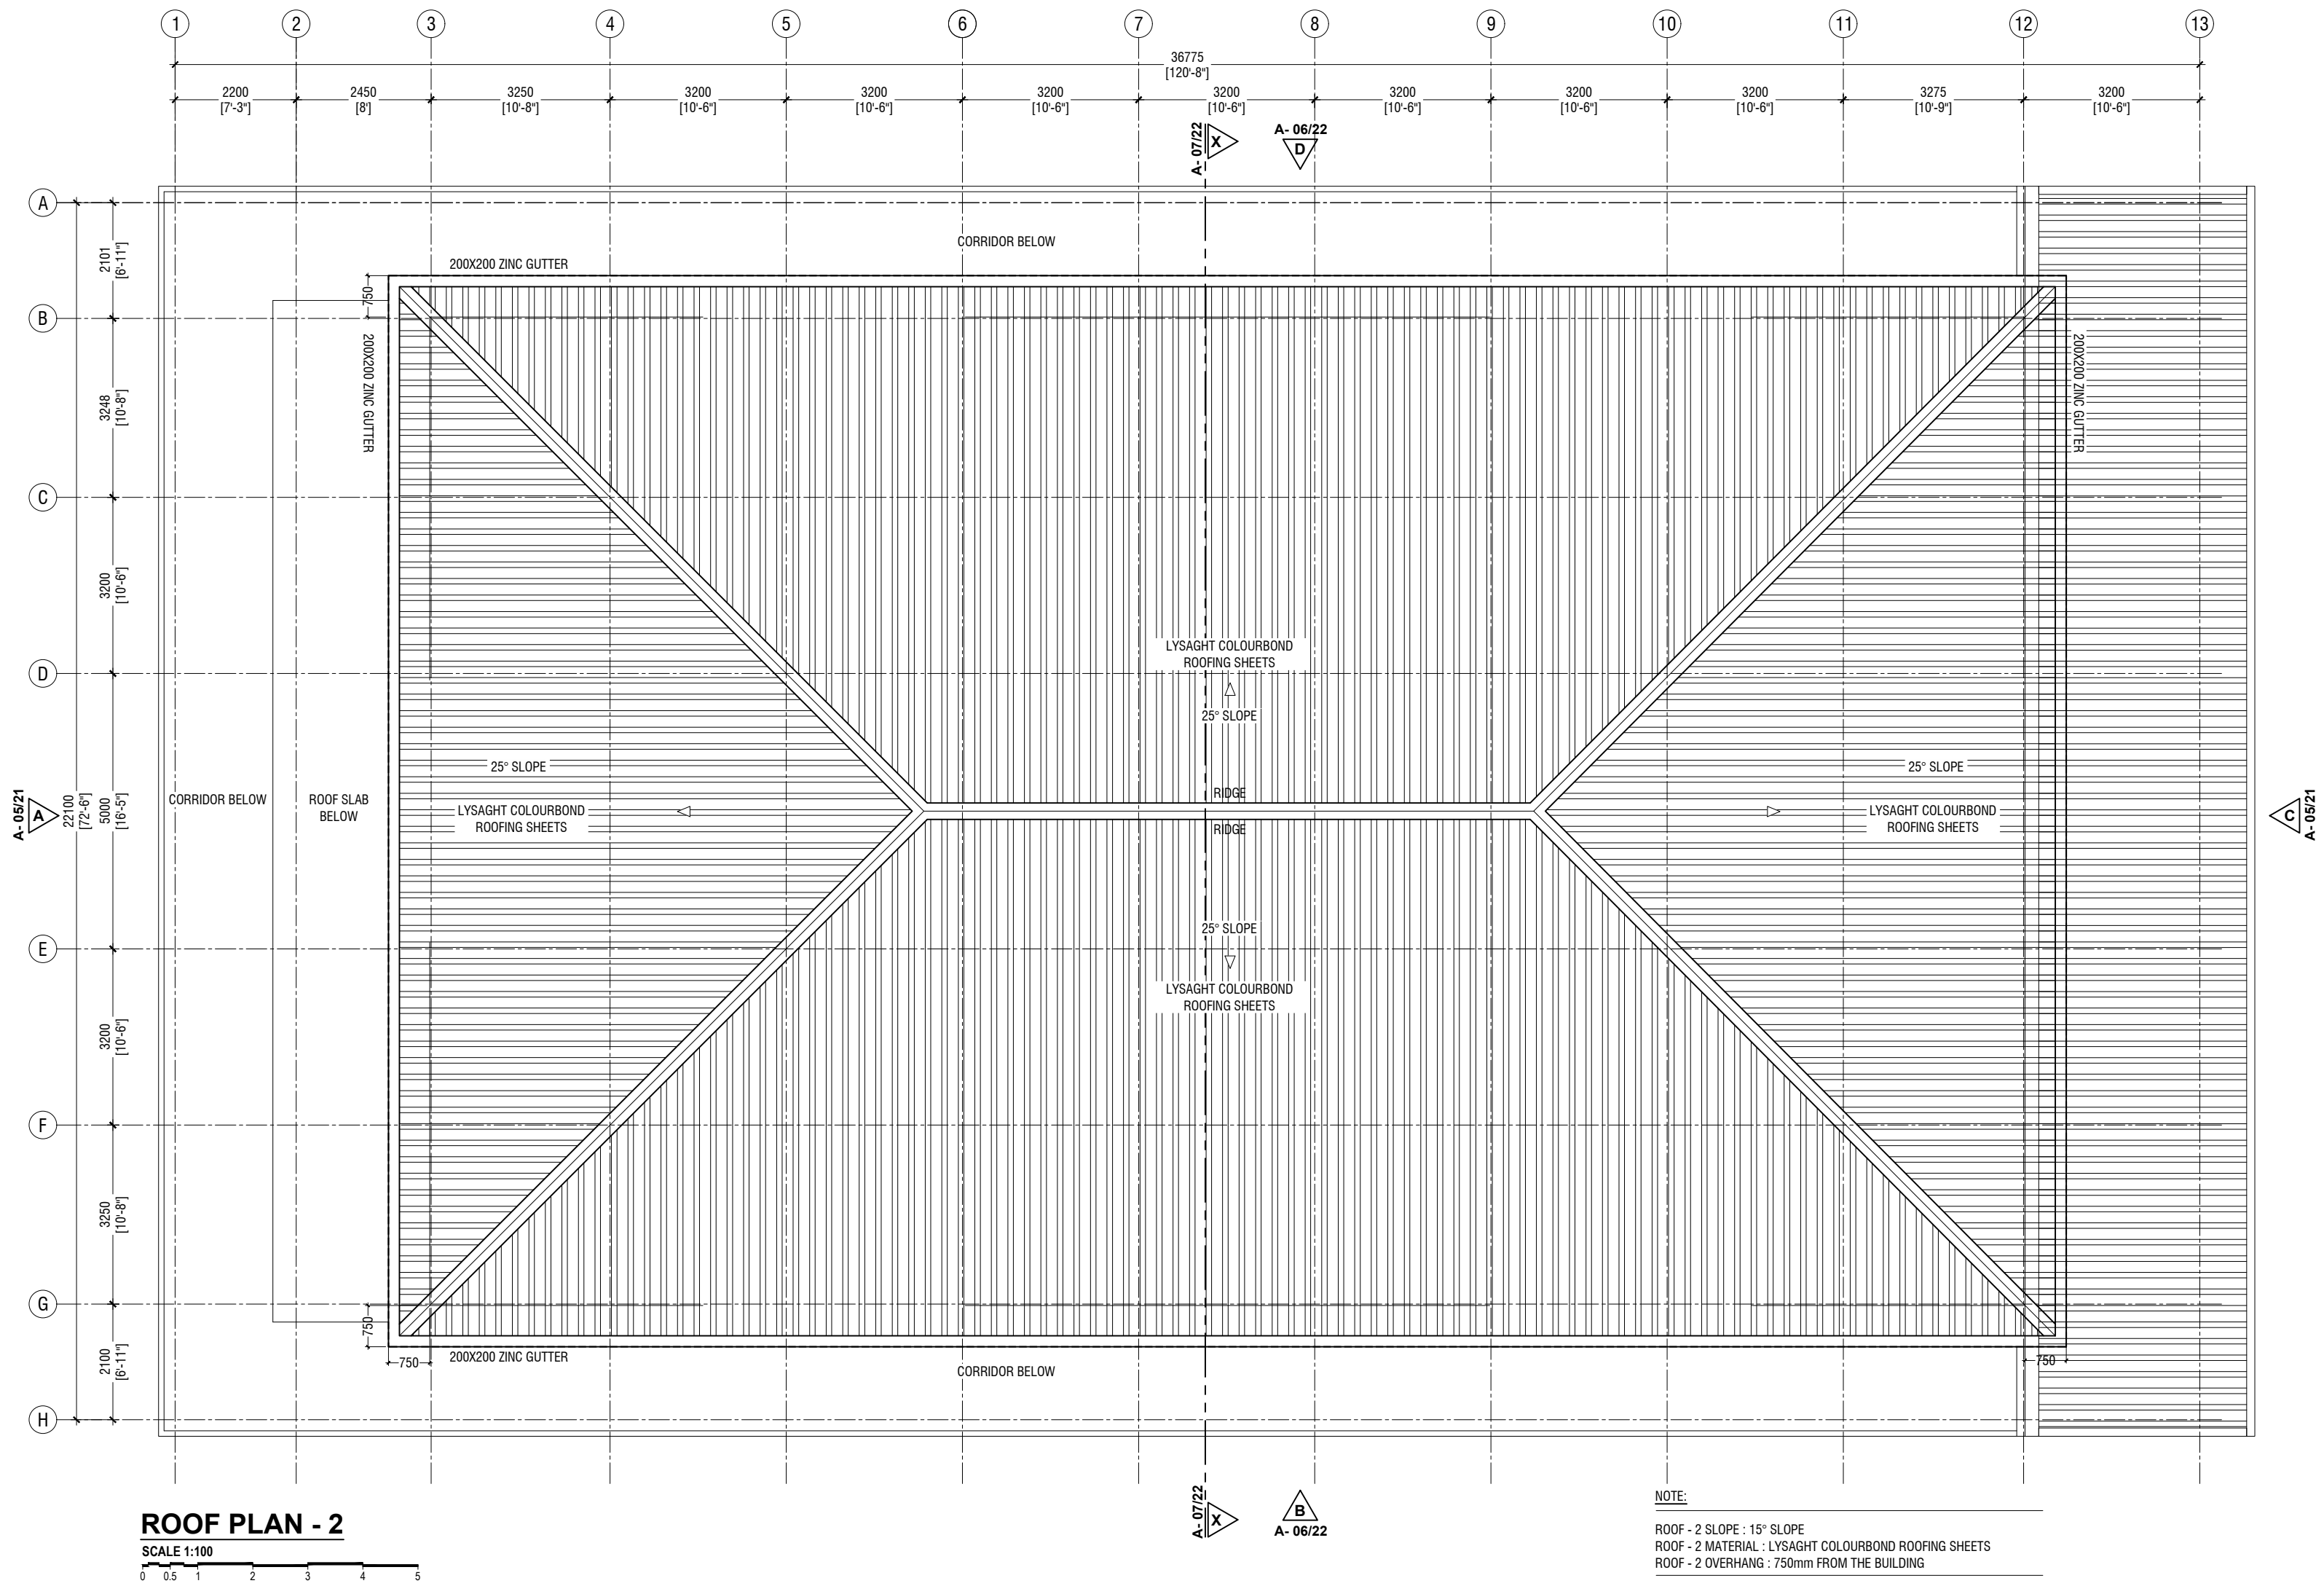 1 2 3 4 5 6 7 8 9 10 11 12 13
36775
[120'-8"]
2200 2450 3250 3200 3200 3200 3200 3200 3200 3200 3275 3200
[7'-3"] [8'] [10'-8"] [10'-6"] [10'-6"] [10'-6"] [10'-6"] [10'-6"] [10'-6"] [10'-6"] [10'-9"] [10'-6"]
A- 07/22
X
A- 06/22
D
A
B
C
D
E
F
G
H
22100
[72'-6"]
2101
[6'-11"]
3248
[10'-8"]
3200
[10'-6"]
5000
[16'-5"]
3200
[10'-6"]
3250
[10'-8"]
2100
[6'-11"]
CORRIDOR BELOW
200X200 ZINC GUTTER
750
200X200 ZINC GUTTER
200X200 ZINC GUTTER
LYSAGHT COLOURBOND
ROOFING SHEETS
25° SLOPE
25° SLOPE
25° SLOPE
A- 05/21
A
CORRIDOR BELOW
ROOF SLAB
BELOW
LYSAGHT COLOURBOND
ROOFING SHEETS
RIDGE
RIDGE
LYSAGHT COLOURBOND
ROOFING SHEETS
C
A- 05/21
25° SLOPE
LYSAGHT COLOURBOND
ROOFING SHEETS
750
750
200X200 ZINC GUTTER
CORRIDOR BELOW
750
A- 07/22
X
B
A- 06/22
ROOF PLAN - 2
SCALE 1:100
0 0.5 1 2 3 4 5
NOTE:
ROOF - 2 SLOPE : 15° SLOPE
ROOF - 2 MATERIAL : LYSAGHT COLOURBOND ROOFING SHEETS
ROOF - 2 OVERHANG : 750mm FROM THE BUILDING